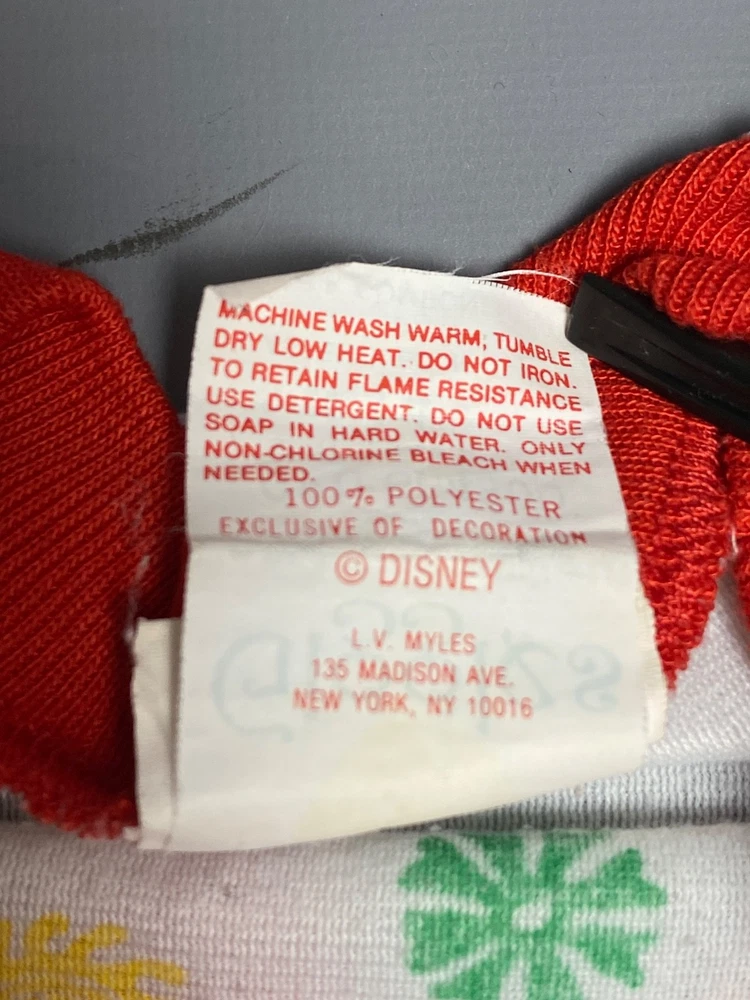 MACHINE WASH WARM, TUMBLE
DRY LOW HEAT. DO NOT IRON.
TO RETAIN FLAME RESISTANCE
USE DETERGENT. DO NOT USE
SOAP IN HARD WATER. ONLY
NON-CHLORINE BLEACH WHEN
NEEDED.
100% POLYESTER
EXCLUSIVE OF DECORATION
© DISNEY
L.V. MYLES
135 MADISON AVE.
NEW YORK, NY 10016